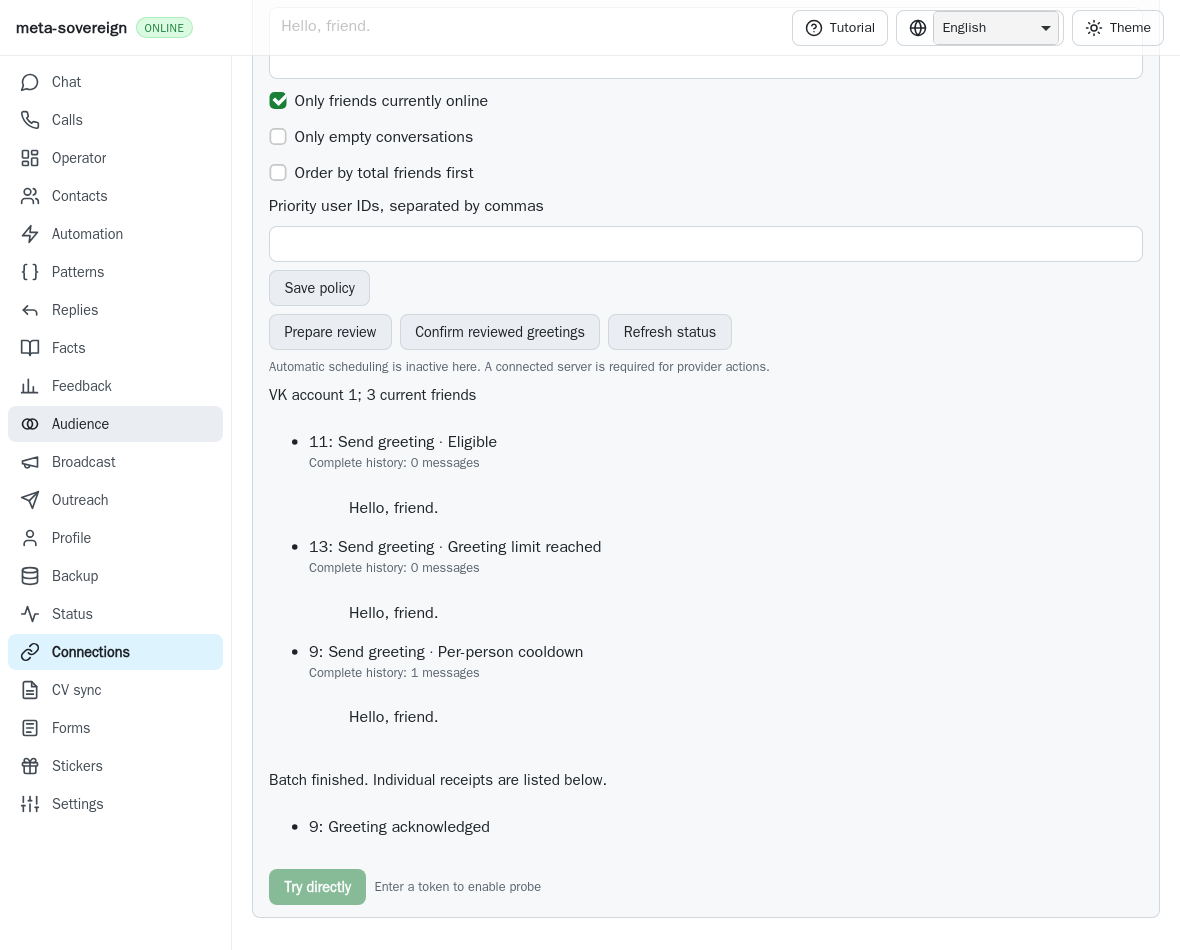 meta-sovereign ONLINE
Hello, friend.
Tutorial
English
Theme
Chat
Calls
Operator
Contacts
Automation
Patterns
Replies
Facts
Feedback
Audience
Broadcast
Outreach
Profile
Backup
Status
Connections
CV sync
Forms
Stickers
Settings
Only friends currently online
Only empty conversations
Order by total friends first
Priority user IDs, separated by commas
Save policy
Prepare review
Confirm reviewed greetings
Refresh status
Automatic scheduling is inactive here. A connected server is required for provider actions.
VK account 1; 3 current friends
11: Send greeting · Eligible
Complete history: 0 messages
Hello, friend.
13: Send greeting · Greeting limit reached
Complete history: 0 messages
Hello, friend.
9: Send greeting · Per-person cooldown
Complete history: 1 messages
Hello, friend.
Batch finished. Individual receipts are listed below.
9: Greeting acknowledged
Try directly
Enter a token to enable probe